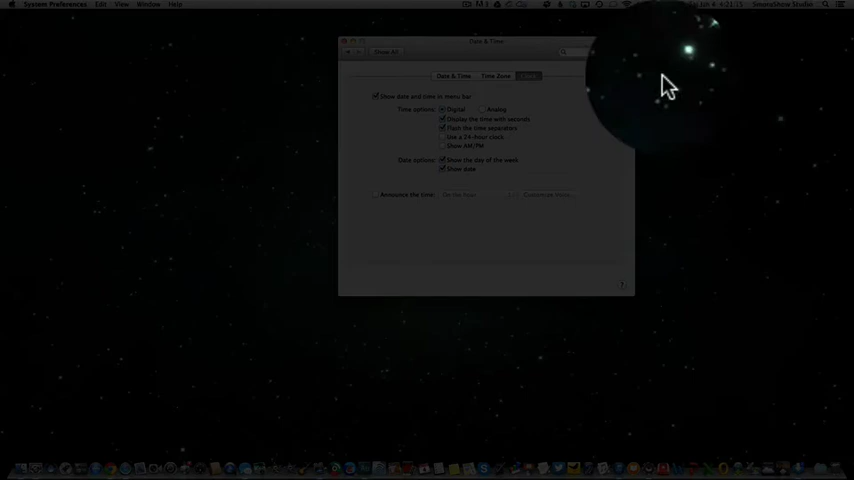 System Preferences Edit View Window Help
Date & Time
Show All
Date & Time Time Zone Clock
Show date and time in menu bar
Time options: Digital Analog
Display the time with seconds
Flash the time separators
Use a 24-hour clock
Show AM/PM
Date options: Show the day of the week
Show date
Announce the time: On the hour
?